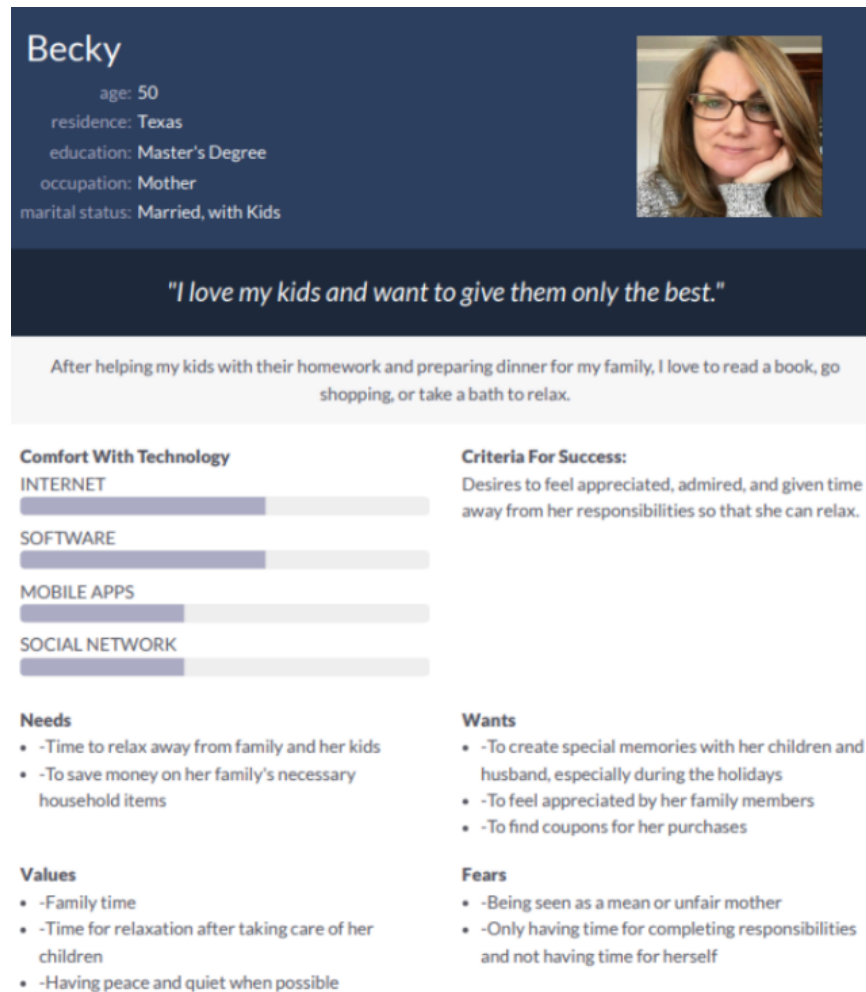 Becky
age: 50
residence: Texas
education: Master's Degree
occupation: Mother
marital status: Married, with Kids
"I love my kids and want to give them only the best."
After helping my kids with their homework and preparing dinner for my family, I love to read a book, go
shopping, or take a bath to relax.
Comfort With Technology
INTERNET
SOFTWARE
MOBILE APPS
SOCIAL NETWORK
Criteria For Success:
Desires to feel appreciated, admired, and given time
away from her responsibilities so that she can relax.
Needs
• -Time to relax away from family and her kids
• -To save money on her family's necessary
household items
Wants
• -To create special memories with her children and
husband, especially during the holidays
• -To feel appreciated by her family members
• -To find coupons for her purchases
Values
• -Family time
• -Time for relaxation after taking care of her
children
• -Having peace and quiet when possible
Fears
• -Being seen as a mean or unfair mother
• -Only having time for completing responsibilities
and not having time for herself